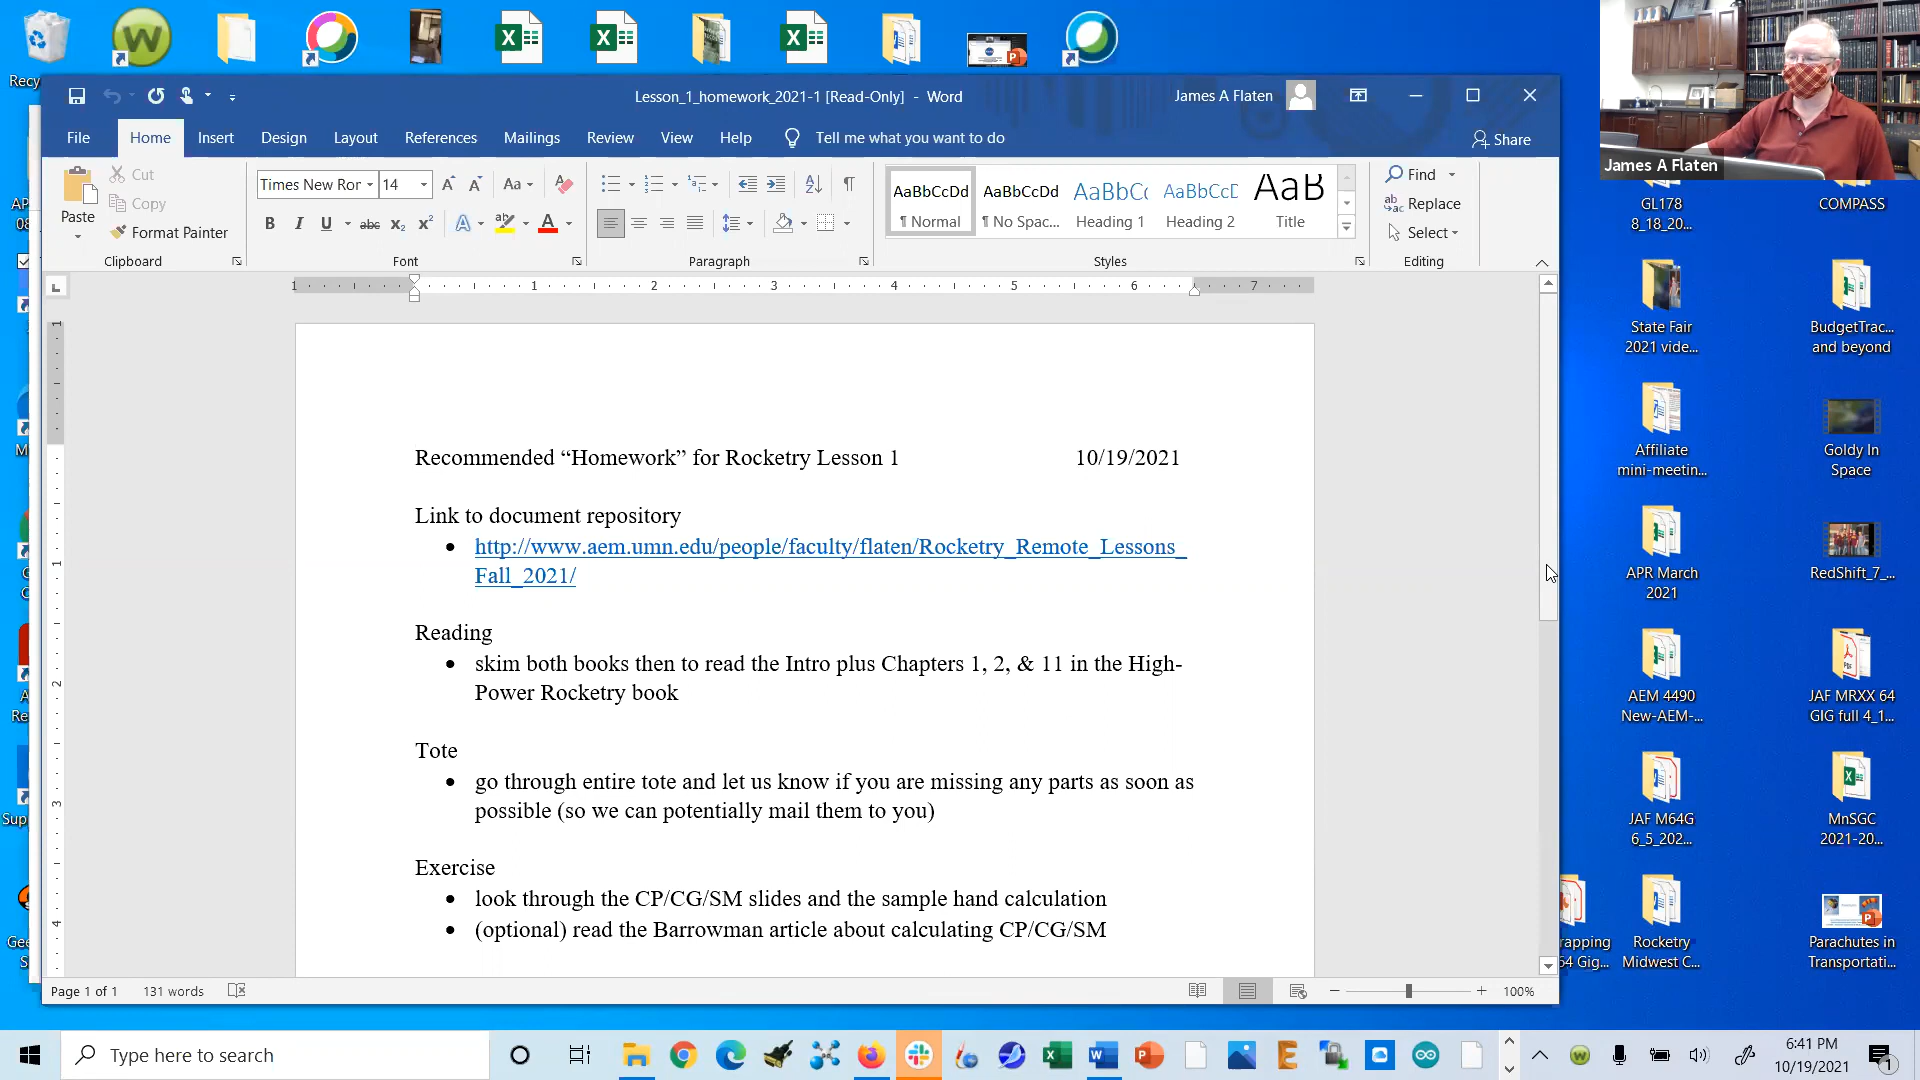 Recy
Lesson_1_homework_2021-1 [Read-Only] - Word
James A Flaten
File Home Insert Design Layout References Mailings Review View Help Tell me what you want to do
Share
Paste
Cut
Copy
Format Painter
Clipboard
Times New Ror 14
Font
Paragraph
AaBbCcDd AaBbCcDd AaBbC AaBbCcD AaB
¶ Normal ¶ No Spac... Heading 1 Heading 2 Title
Styles
Find
Replace
Select
Editing
Recommended “Homework” for Rocketry Lesson 1 10/19/2021
Link to document repository
• http://www.aem.umn.edu/people/faculty/flaten/Rocketry_Remote_Lessons_
Fall_2021/
Reading
• skim both books then to read the Intro plus Chapters 1, 2, & 11 in the High-
Power Rocketry book
Tote
• go through entire tote and let us know if you are missing any parts as soon as
possible (so we can potentially mail them to you)
Exercise
• look through the CP/CG/SM slides and the sample hand calculation
• (optional) read the Barrowman article about calculating CP/CG/SM
Page 1 of 1 131 words
100%
James A Flaten
GL178
8_18_20...
COMPASS
State Fair
2021 vide...
BudgetTrac...
and beyond
Affiliate
mini-meetin...
Goldy In
Space
APR March
2021
RedShift_7_...
AEM 4490
New-AEM-...
JAF MRXX 64
GIG full 4_1...
JAF M64G
6_5_202...
MnSGC
2021-20...
rapping
64 Gig...
Rocketry
Midwest C...
Parachutes in
Transportati...
Type here to search
6:41 PM
10/19/2021
1